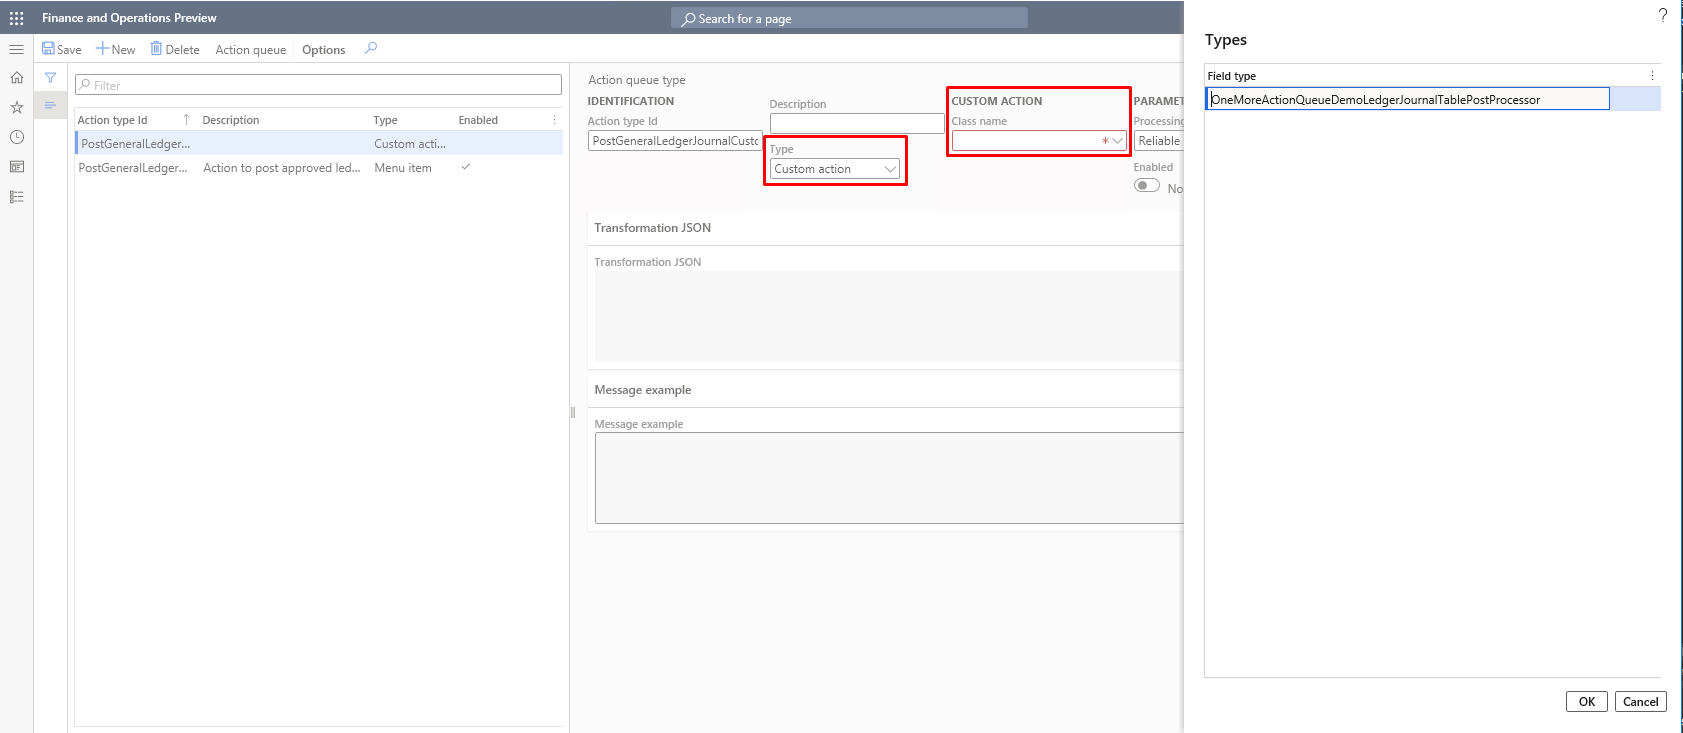 Finance and Operations Preview
Search for a page
?
Save New Delete Action queue Options
Filter
Action type Id Description Type Enabled
PostGeneralLedger... Custom acti...
PostGeneralLedger... Action to post approved led... Menu item
Action queue type
IDENTIFICATION
Action type Id
PostGeneralLedgerJournalCusto
Description
Type
Custom action
CUSTOM ACTION
Class name
*
PARAMET
Processing
Reliable
Enabled
No
Transformation JSON
Transformation JSON
Message example
Message example
Types
Field type
OneMoreActionQueueDemoLedgerJournalTablePostProcessor
OK Cancel